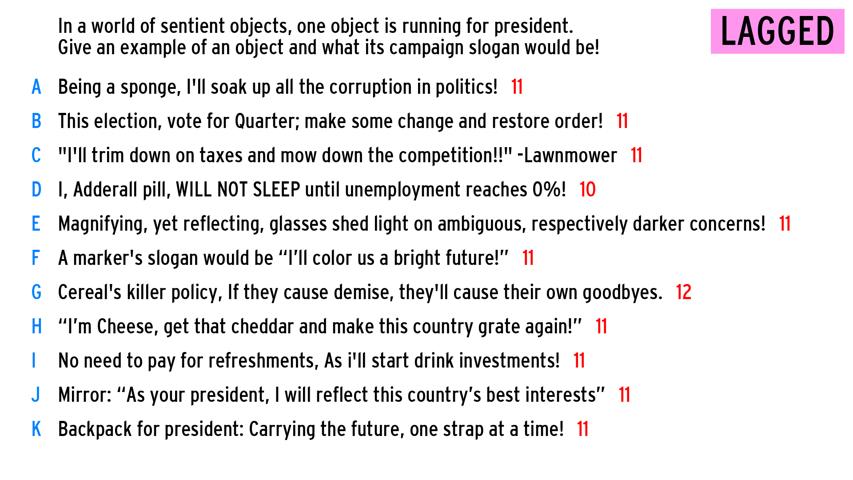 In a world of sentient objects, one object is running for president.
Give an example of an object and what its campaign slogan would be!
LAGGED
A Being a sponge, I'll soak up all the corruption in politics! 11
B This election, vote for Quarter; make some change and restore order! 11
C "I'll trim down on taxes and mow down the competition!!" -Lawnmower 11
D I, Adderall pill, WILL NOT SLEEP until unemployment reaches 0%! 10
E Magnifying, yet reflecting, glasses shed light on ambiguous, respectively darker concerns! 11
F A marker's slogan would be “I’ll color us a bright future!” 11
G Cereal's killer policy, If they cause demise, they'll cause their own goodbyes. 12
H “I’m Cheese, get that cheddar and make this country grate again!” 11
I No need to pay for refreshments, As i'll start drink investments! 11
J Mirror: “As your president, I will reflect this country’s best interests” 11
K Backpack for president: Carrying the future, one strap at a time! 11